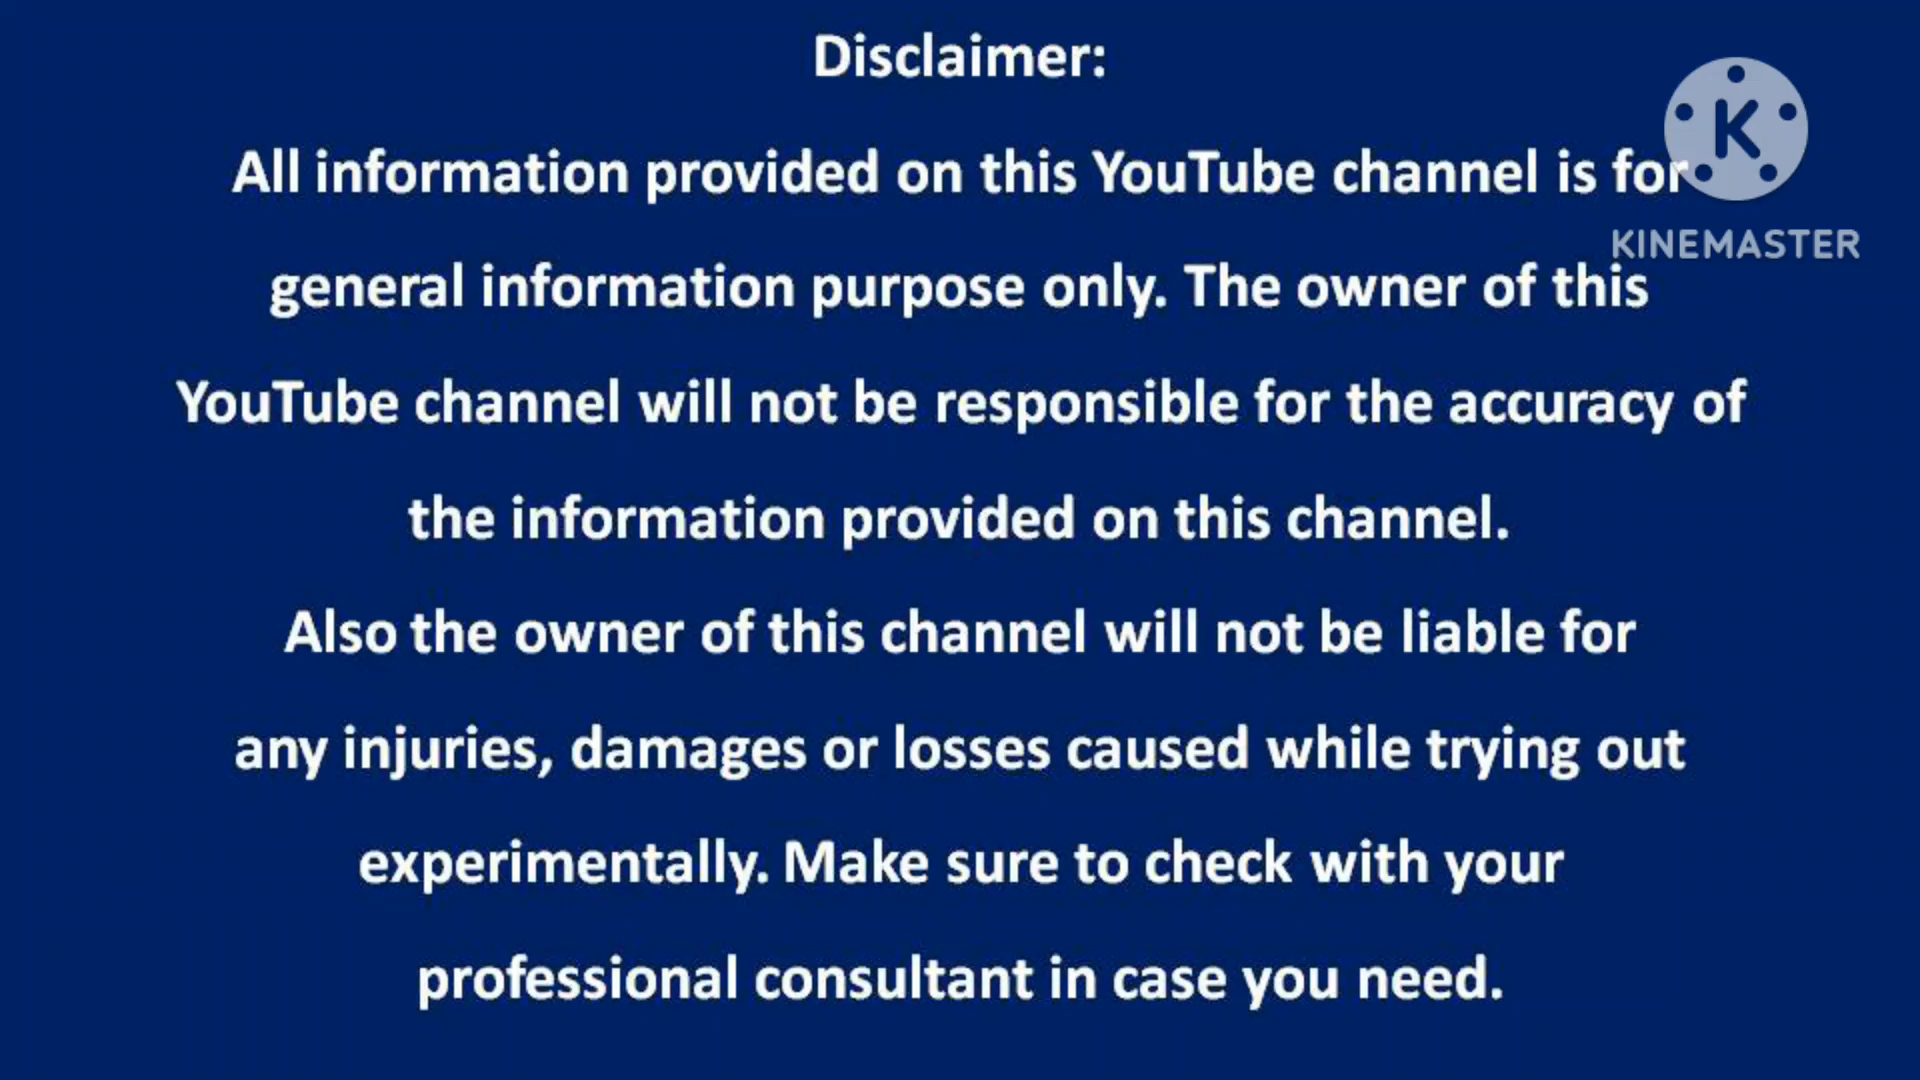 Disclaimer:
All information provided on this YouTube channel is for
general information purpose only. The owner of this
YouTube channel will not be responsible for the accuracy of
the information provided on this channel.
Also the owner of this channel will not be liable for
any injuries, damages or losses caused while trying out
experimentally. Make sure to check with your
professional consultant in case you need.
K
KINEMASTER